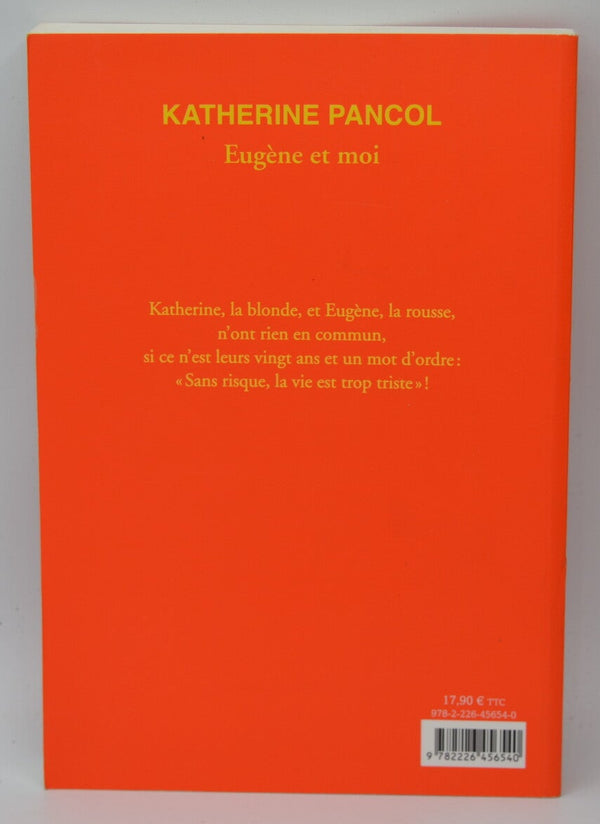 KATHERINE PANCOL
Eugène et moi
Katherine, la blonde, et Eugène, la rousse,
n'ont rien en commun,
si ce n'est leurs vingt ans et un mot d'ordre :
« Sans risque, la vie est trop triste » !
17,90 € TTC
978-2-226-45654-0
9 782226 456540